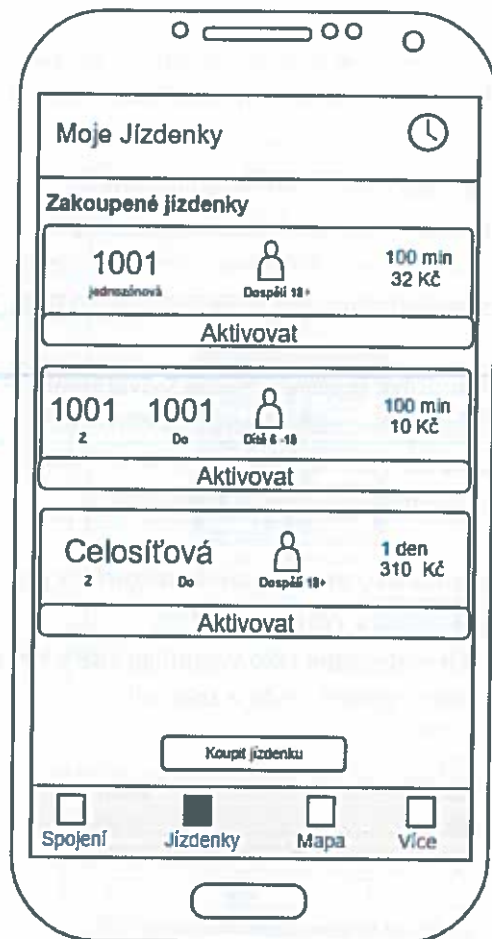 Moje Jízdenky
Zakoupené jízdenky
1001
jednozónová
Dospělí 18+
100 min
32 Kč
Aktivovat
1001 1001
Z Do
Dítě 6 -18
100 min
10 Kč
Aktivovat
Celosíťová
Z Do
Dospělí 18+
1 den
310 Kč
Aktivovat
Koupit jízdenku
Spojení Jízdenky Mapa Více